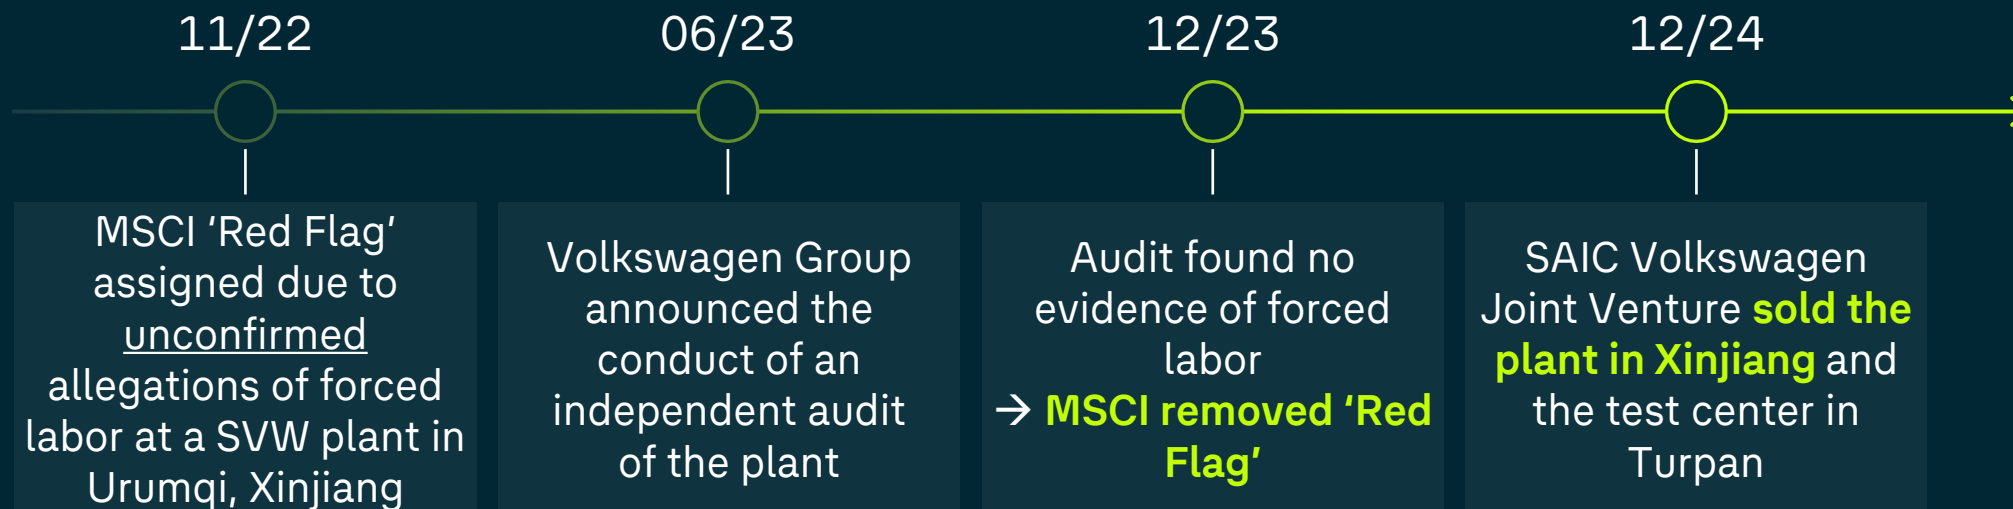 11/22
MSCI ‘Red Flag’
assigned due to
unconfirmed
allegations of forced
labor at a SVW plant in
Urumqi, Xinjiang
06/23
Volkswagen Group
announced the
conduct of an
independent audit
of the plant
12/23
Audit found no
evidence of forced
labor
→ MSCI removed ‘Red
Flag’
12/24
SAIC Volkswagen
Joint Venture sold the
plant in Xinjiang and
the test center in
Turpan